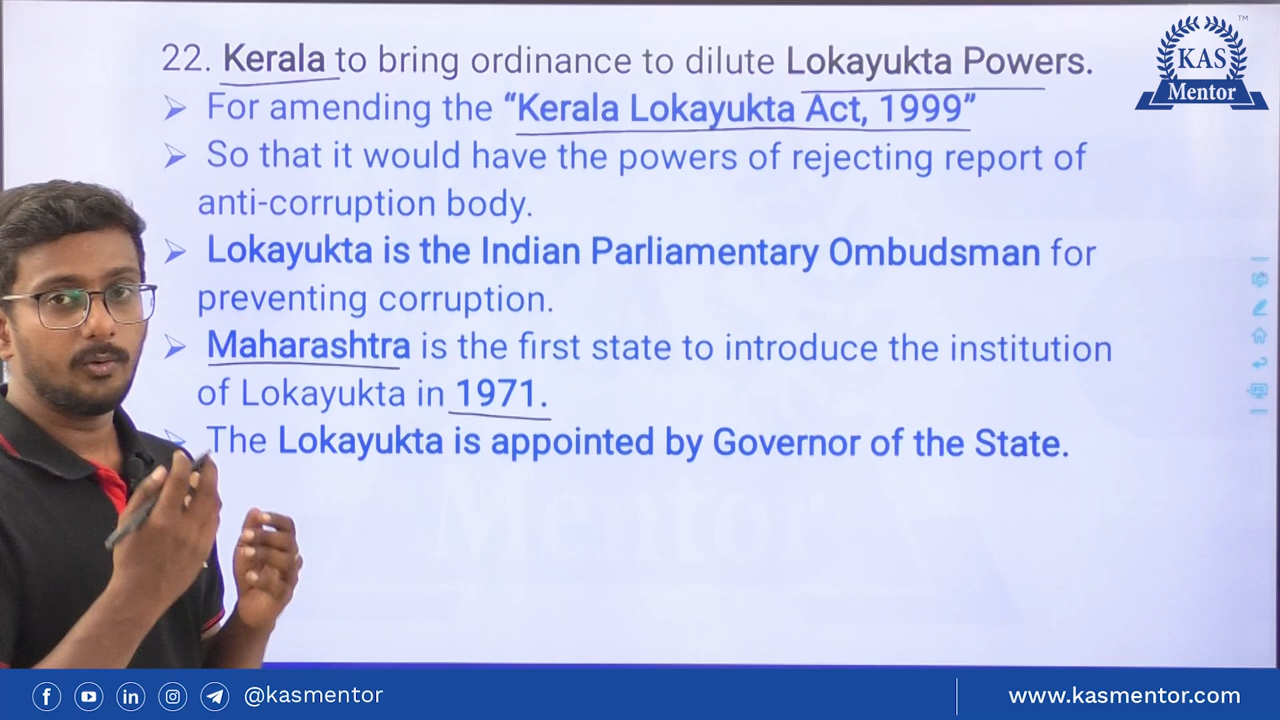 22. Kerala to bring ordinance to dilute Lokayukta Powers.
➢ For amending the “Kerala Lokayukta Act, 1999”
➢ So that it would have the powers of rejecting report of
anti-corruption body.
➢ Lokayukta is the Indian Parliamentary Ombudsman for
preventing corruption.
➢ Maharashtra is the first state to introduce the institution
of Lokayukta in 1971.
➢ The Lokayukta is appointed by Governor of the State.
TM
KAS
Mentor
Mentor
@kasmentor
www.kasmentor.com